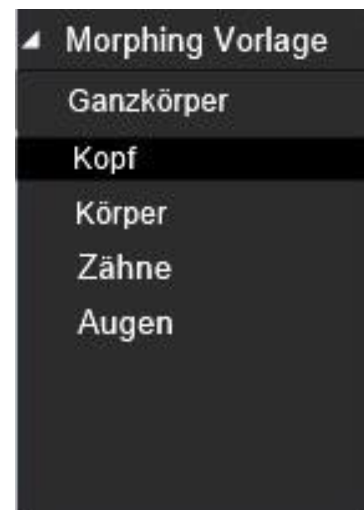 Morphing Vorlage
Ganzkörper
Kopf
Körper
Zähne
Augen